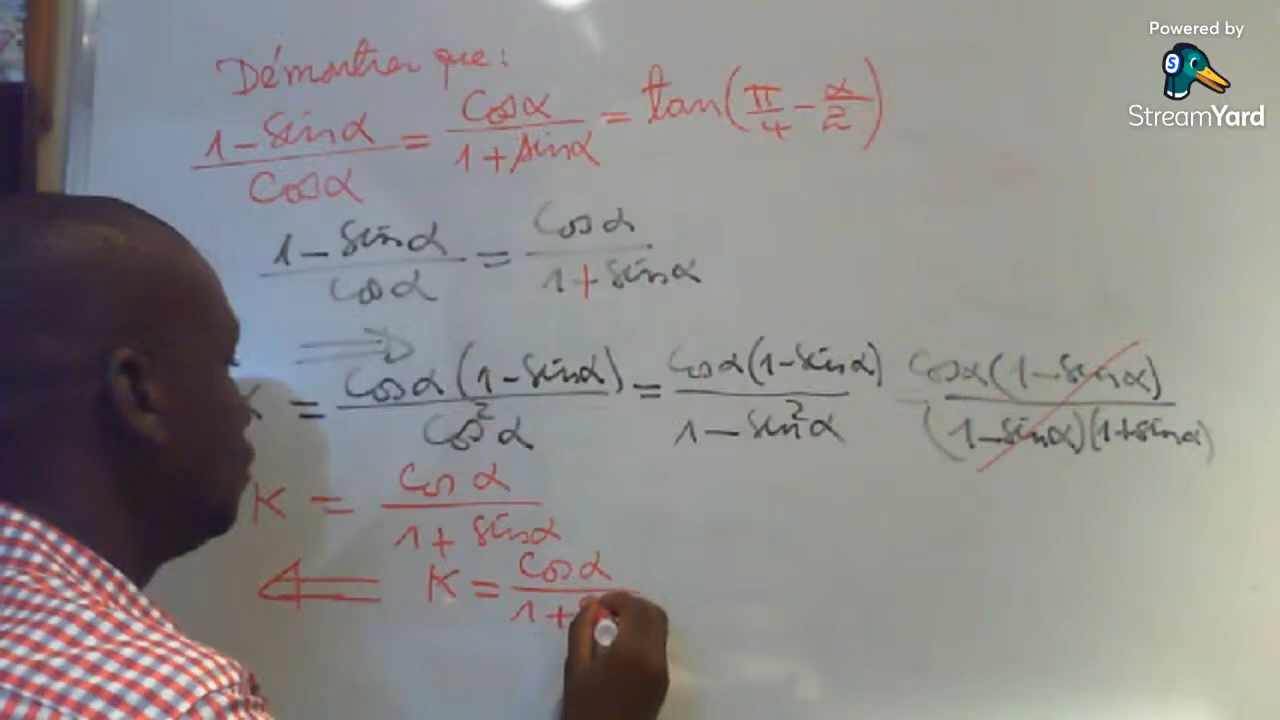 Powered by
StreamYard
Démontrer que :
1 - sinα / cosα = cosα / 1 + sinα = tan(π/4 - α/2)
1 - sinα / cosα = cosα / 1 + sinα
⇒
= cosα(1 - sinα) / cos²α = cosα(1 - sinα) / 1 - sin²α = cosα(1 - sinα) / (1 - sinα)(1 + sinα)
K = cosα / 1 + sinα
⇐ K = cosα / 1 +